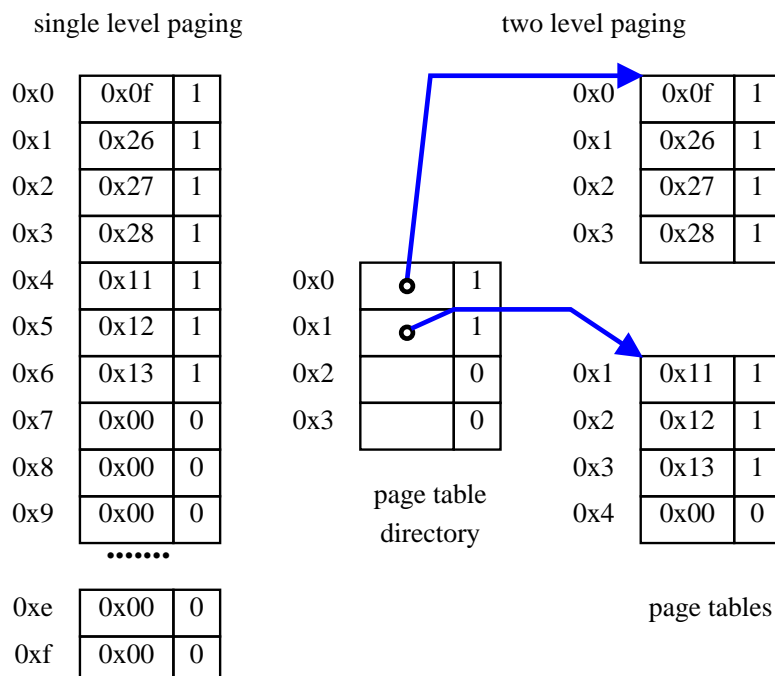 single level paging
0x0 0x0f 1
0x1 0x26 1
0x2 0x27 1
0x3 0x28 1
0x4 0x11 1
0x5 0x12 1
0x6 0x13 1
0x7 0x00 0
0x8 0x00 0
0x9 0x00 0
.......
0xe 0x00 0
0xf 0x00 0
two level paging
0x0 1
0x1 1
0x2 0
0x3 0
page table
directory
0x0 0x0f 1
0x1 0x26 1
0x2 0x27 1
0x3 0x28 1
0x1 0x11 1
0x2 0x12 1
0x3 0x13 1
0x4 0x00 0
page tables